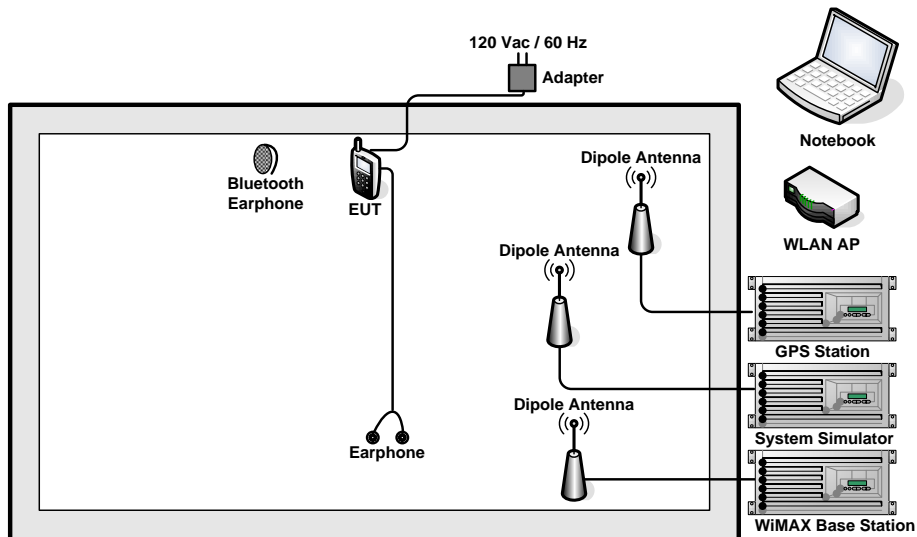 120 Vac / 60 Hz
Adapter
Notebook
Bluetooth
Earphone
EUT
Dipole Antenna
WLAN AP
Dipole Antenna
GPS Station
Dipole Antenna
Earphone
System Simulator
WiMAX Base Station